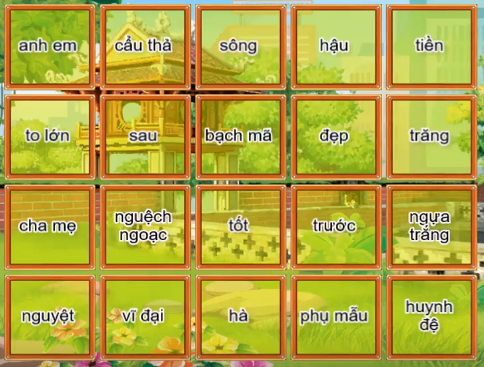 anh em
cẩu thả
sông
hậu
tiền
to lớn
sau
bạch mã
đẹp
trăng
cha mẹ
nguệch
ngoạc
tốt
trước
ngựa
trắng
nguyệt
vĩ đại
hà
phụ mẫu
huynh
đệ